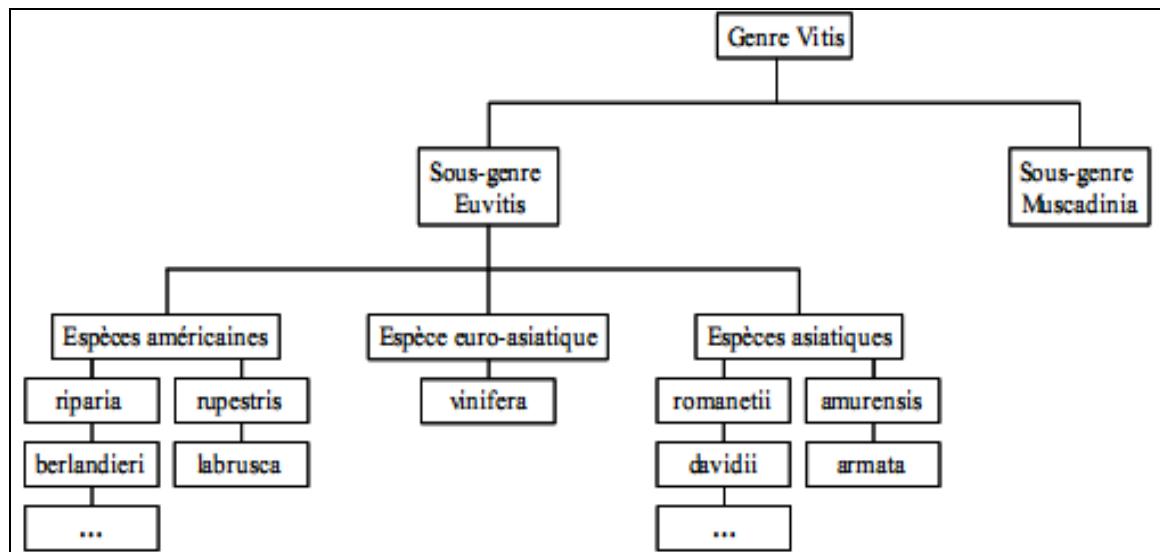 Genre Vitis
Sous-genre
Euvitis
Sous-genre
Muscadinia
Espèces américaines
Espèce euro-asiatique
Espèces asiatiques
riparia
rupestris
vinifera
romanetii
amurensis
berlandieri
labrusca
davidii
armata
...
...